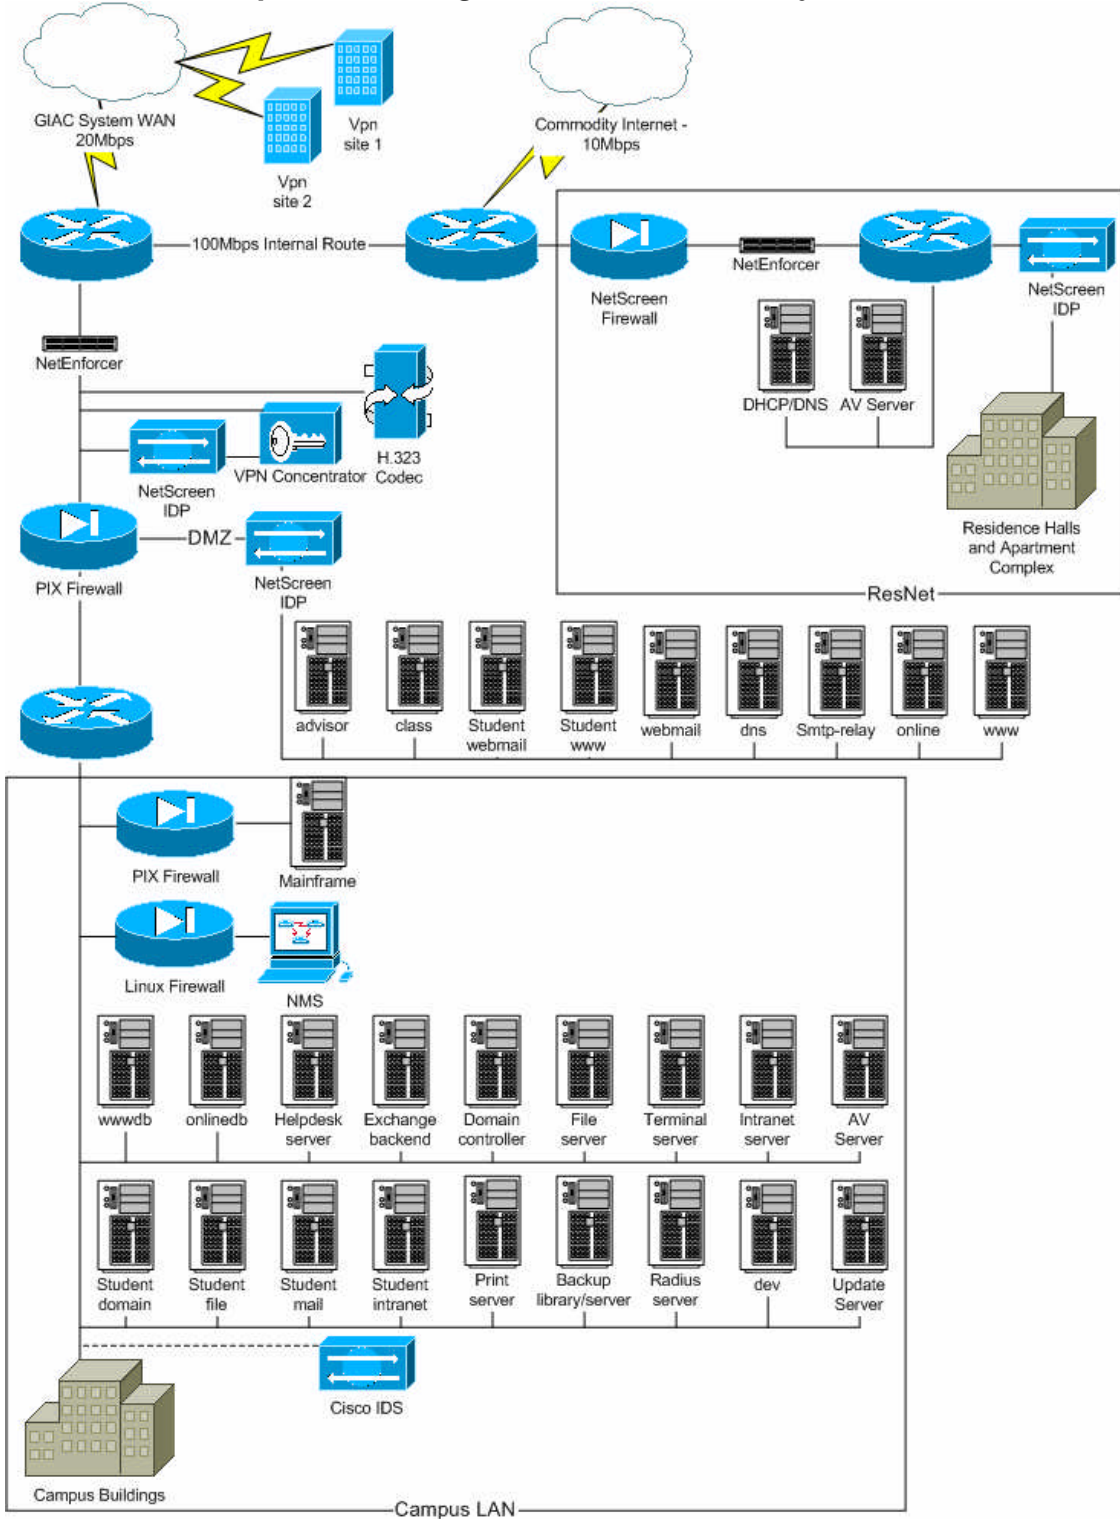 GIAC System WAN
20Mbps
Vpn
site 1
Vpn
site 2
Commodity Internet -
10Mbps
100Mbps Internal Route
NetScreen
Firewall
NetEnforcer
NetScreen
IDP
DHCP/DNS
AV Server
Residence Halls
and Apartment
Complex
ResNet
NetEnforcer
H.323
Codec
VPN Concentrator
NetScreen
IDP
DMZ
PIX Firewall
NetScreen
IDP
advisor
class
Student
webmail
Student
www
webmail
dns
Smtp-relay
online
www
PIX Firewall
Mainframe
Linux Firewall
NMS
wwwdb
onlinedb
Helpdesk
server
Exchange
backend
Domain
controller
File
server
Terminal
server
Intranet
server
AV
Server
Student
domain
Student
file
Student
mail
Student
intranet
Print
server
Backup
library/server
Radius
server
dev
Update
Server
Cisco IDS
Campus Buildings
Campus LAN